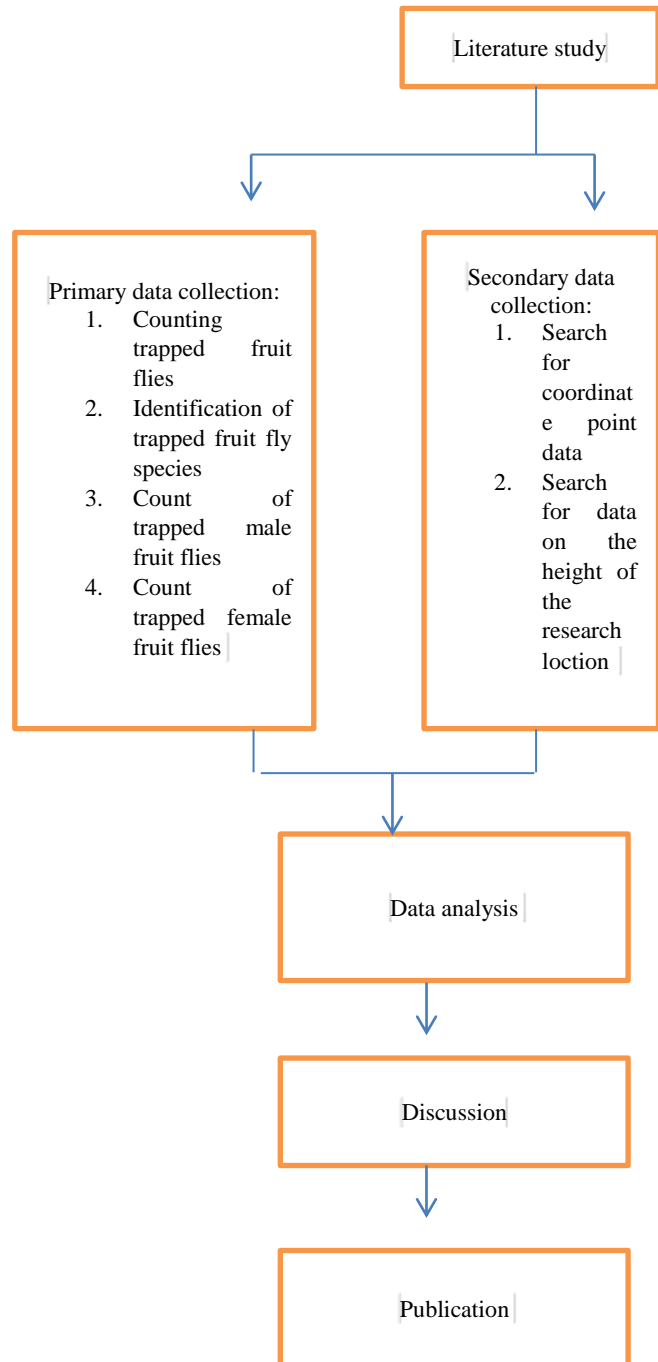 Literature study
Primary data collection:
1. Counting
trapped fruit
flies
2. Identification of
trapped fruit fly
species
3. Count of
trapped male
fruit flies
4. Count of
trapped female
fruit flies
Secondary data
collection:
1. Search
for
coordinat
e point
data
2. Search
for data
on the
height of
the
research
loction
Data analysis
Discussion
Publication